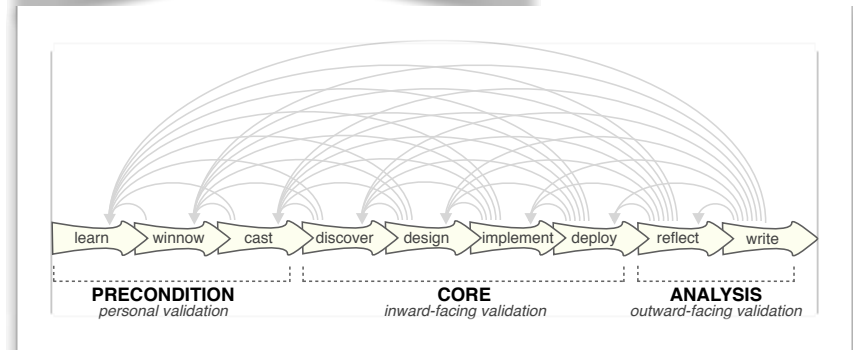 learn winnow cast discover design implement deploy reflect write
PRECONDITION CORE ANALYSIS
personal validation inward-facing validation outward-facing validation